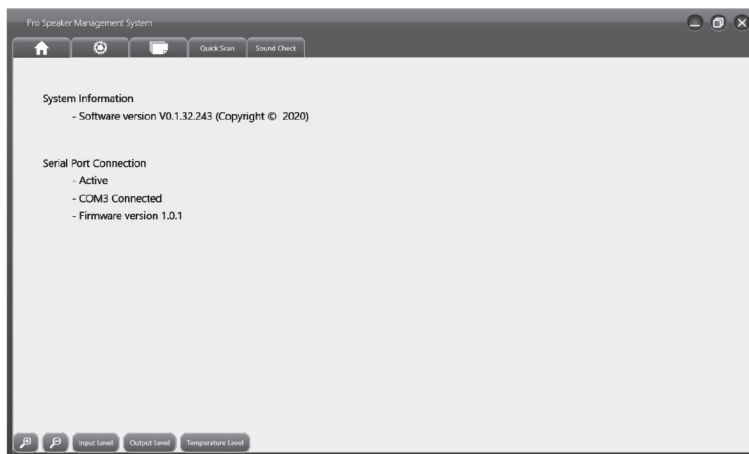 Pro Speaker Management System
Quick Scan Sound Check
System Information
- Software version V0.1.32.243 (Copyright © 2020)
Serial Port Connection
- Active
- COM3 Connected
- Firmware version 1.0.1
Input Level Output Level Temperature Level